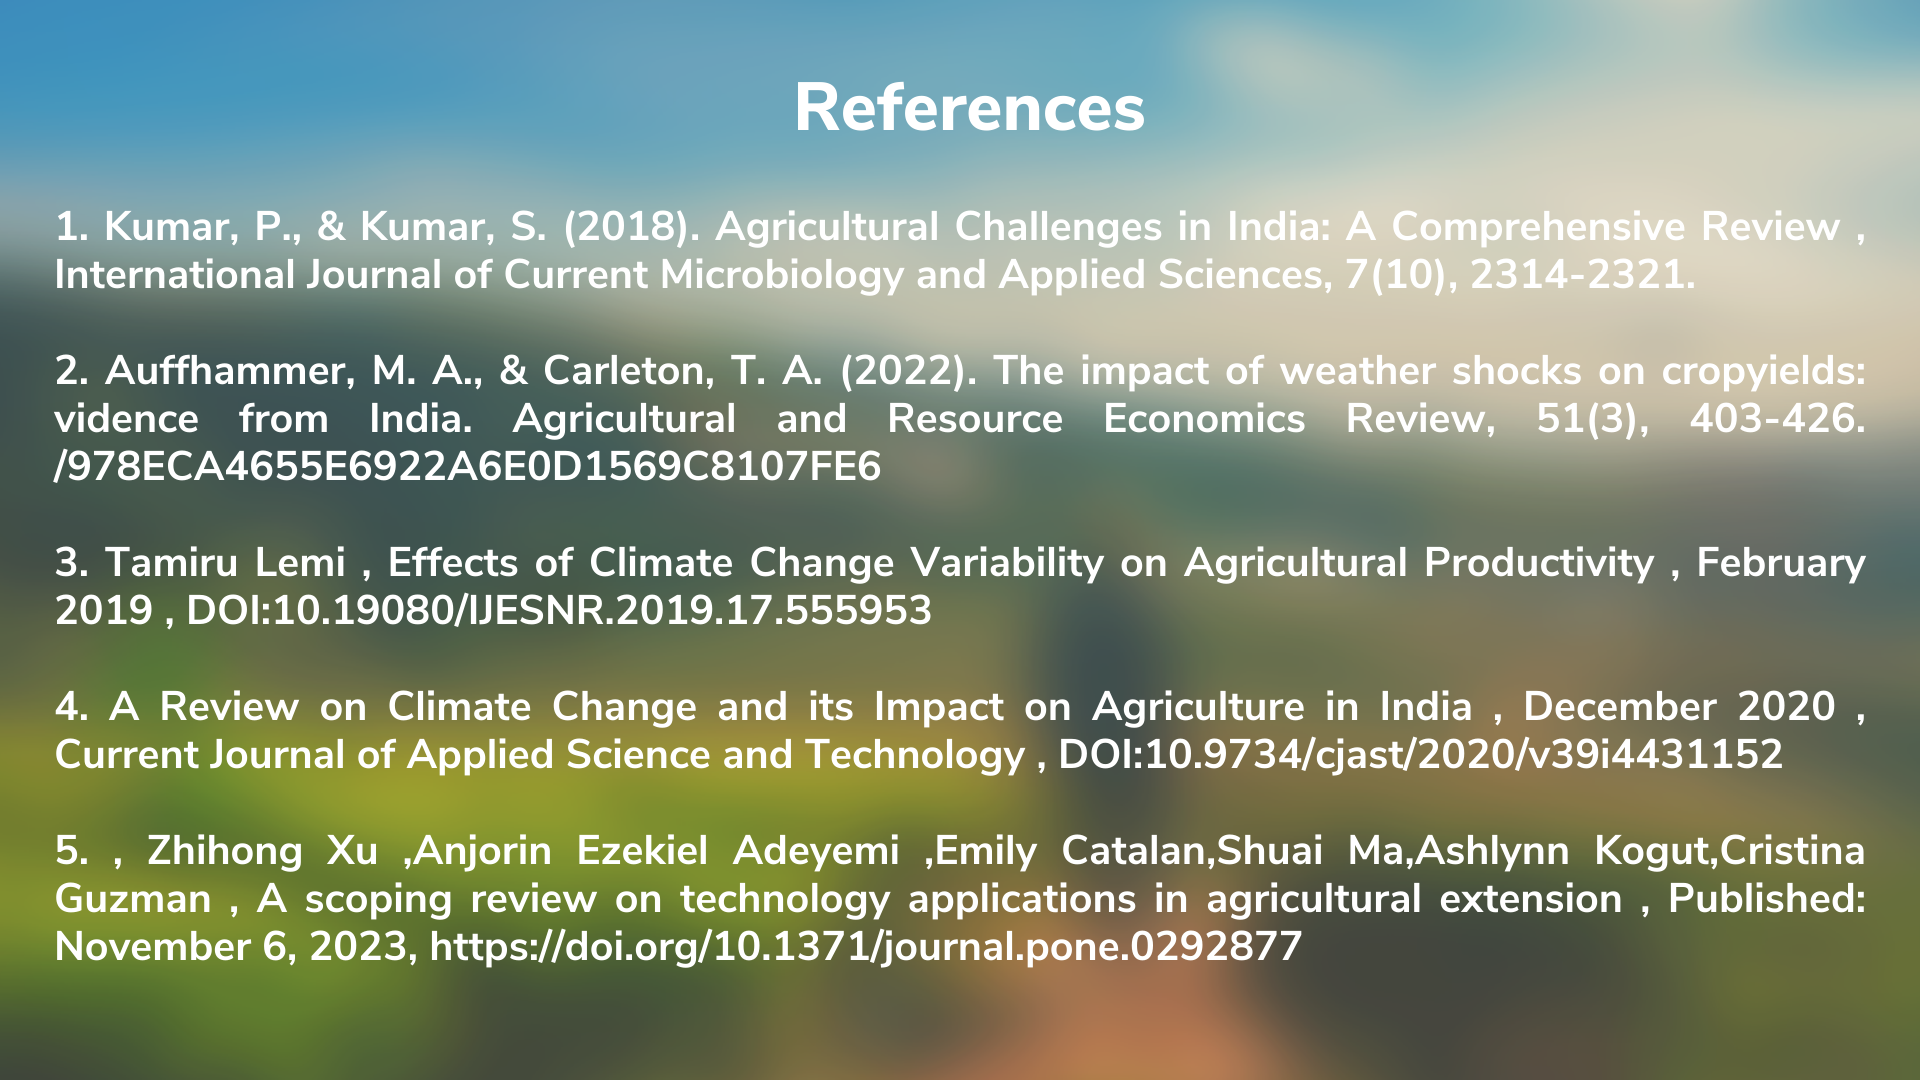 References
1. Kumar, P., & Kumar, S. (2018). Agricultural Challenges in India: A Comprehensive Review ,
International Journal of Current Microbiology and Applied Sciences, 7(10), 2314-2321.
2. Auffhammer, M. A., & Carleton, T. A. (2022). The impact of weather shocks on cropyields:
vidence from India. Agricultural and Resource Economics Review, 51(3), 403-426.
/978ECA4655E6922A6E0D1569C8107FE6
3. Tamiru Lemi , Effects of Climate Change Variability on Agricultural Productivity , February
2019 , DOI:10.19080/IJESNR.2019.17.555953
4. A Review on Climate Change and its Impact on Agriculture in India , December 2020 ,
Current Journal of Applied Science and Technology , DOI:10.9734/cjast/2020/v39i4431152
5. , Zhihong Xu ,Anjorin Ezekiel Adeyemi ,Emily Catalan,Shuai Ma,Ashlynn Kogut,Cristina
Guzman , A scoping review on technology applications in agricultural extension , Published:
November 6, 2023, https://doi.org/10.1371/journal.pone.0292877